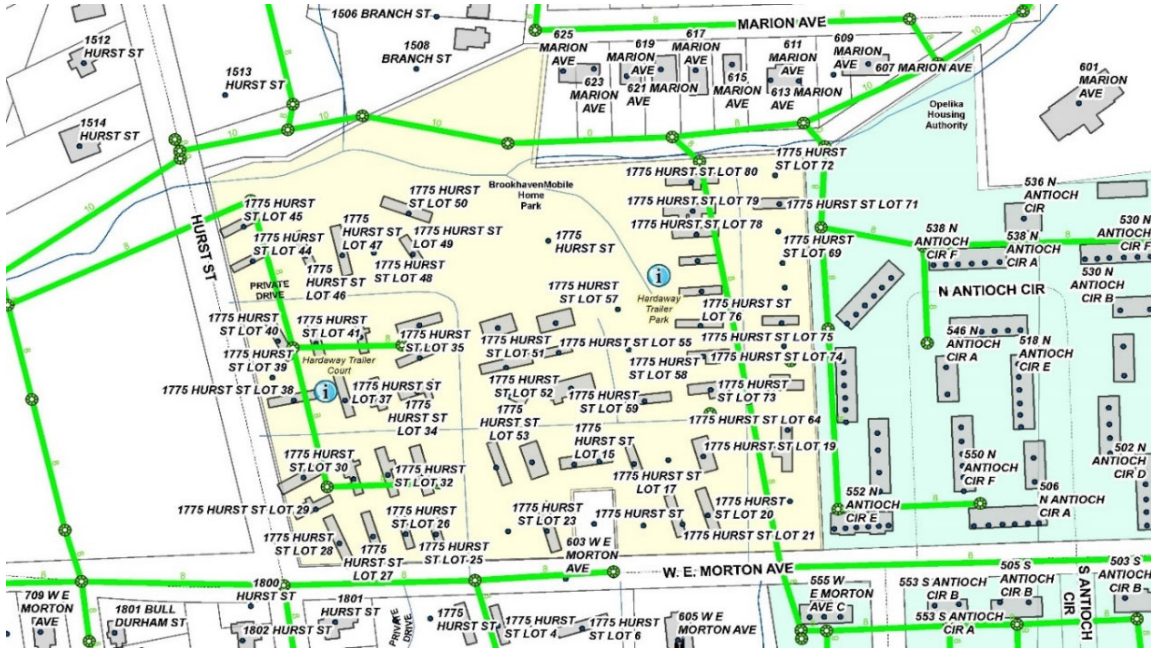 1506 BRANCH ST
MARION AVE
1512
HURST ST
1508
BRANCH ST
625
MARION
AVE
619
MARION
AVE
617
MARION
AVE
611
MARION
AVE
609
MARION
AVE
607 MARION AVE
601
MARION
AVE
1513
HURST ST
623
MARION
AVE
621 MARION
AVE
615
MARION
AVE
613 MARION
AVE
1514
HURST ST
Opelika
Housing
Authority
10
10
10
8
8
1775 HURST
ST LOT 72
1775 HURST ST LOT 80
BrookhavenMobile
Home
Park
1775 HURST
ST LOT 50
1775 HURST
ST LOT 45
1775
HURST
ST LOT
47
1775 HURST
ST LOT
49
1775 HURST ST LOT 79
1775 HURST ST LOT 71
1775 HURST ST LOT 78
536 N
ANTIOCH
CIR
538 N
ANTIOCH
CIR F
538 N
ANTIOCH
CIR A
530 N
ANTIOCH
CIR F
HURST ST
1775 HURST
ST LOT 44
1775
HURST ST
1775 HURST
ST LOT
69
1775 HURST
ST LOT 48
1775
HURST ST
LOT 46
530 N
ANTIOCH
CIR B
PRIVATE
DRIVE
1775 HURST
ST LOT 57
Hardaway
Trailer
Park
N ANTIOCH CIR
1775 HURST ST
LOT
76
1775 HURST
ST LOT 40
1775 HURST
ST LOT 41
1775 HURST
ST LOT 35
1775 HURST
ST LOT 51
1775 HURST ST LOT 55
1775 HURST ST LOT 75
546 N
ANTIOCH
CIR A
518 N
ANTIOCH
CIR E
1775 HURST
ST LOT
39
Hardaway Trailer
Court
1775 HURST
ST LOT
58
1775 HURST ST LOT 74
1775 HURST ST LOT 38
1775 HURST ST
LOT 37
1775 HURST
ST LOT 52
1775 HURST
ST LOT 73
1775
HURST ST
LOT 34
1775 HURST ST LOT 59
1775
HURST ST
LOT 53
1775
HURST ST
LOT 15
1775 HURST ST LOT 64
1775 HURST ST LOT 19
1775 HURST
ST LOT 30
1775 HURST
ST LOT 32
1775
HURST ST
LOT 17
550 N
ANTIOCH
CIR F
502 N
ANTIOCH
CIR D
552 N
ANTIOCH
CIR E
506
N ANTIOCH
CIR A
1775 HURST
ST LOT 29
1775 HURST
ST LOT 26
1775 HURST
ST LOT 23
1775 HURST ST
1775 HURST
ST LOT 20
1775 HURST
ST LOT 28
1775 HURST
ST LOT 25
1775 HURST
ST LOT 21
1775
HURST ST
LOT 27
603 W E
MORTON
AVE
W. E. MORTON AVE
1800
HURST ST
709 W E
MORTON
AVE
1801 BULL
DURHAM ST
1802 HURST ST
1801
HURST ST
PRIVATE
DRIVE
1775
HURST ST
1775 HURST
ST LOT 4
1775 HURST
ST LOT 6
605 W E
MORTON AVE
555 W
E MORTON
AVE C
553 S ANTIOCH
CIR B
505 S
ANTIOCH
CIR B
553 S ANTIOCH
CIR A
S ANTIOCH
CIR
503 S
ANTIOCH
CIR B